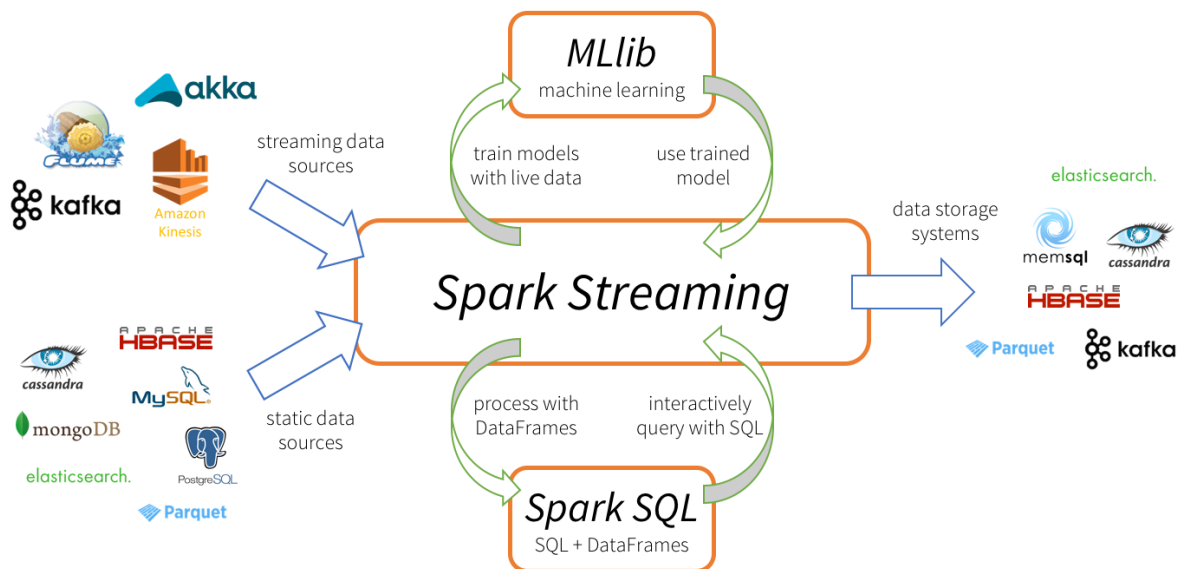 MLlib
machine learning
akka
FLUME
kafka
Amazon
Kinesis
streaming data
sources
train models
with live data
use trained
model
Spark Streaming
data storage
systems
elasticsearch.
memsql
cassandra
APACHE
HBASE
Parquet
kafka
APACHE
HBASE
cassandra
MySQL®
mongoDB
PostgreSQL
elasticsearch.
Parquet
static data
sources
process with
DataFrames
interactively
query with SQL
Spark SQL
SQL + DataFrames